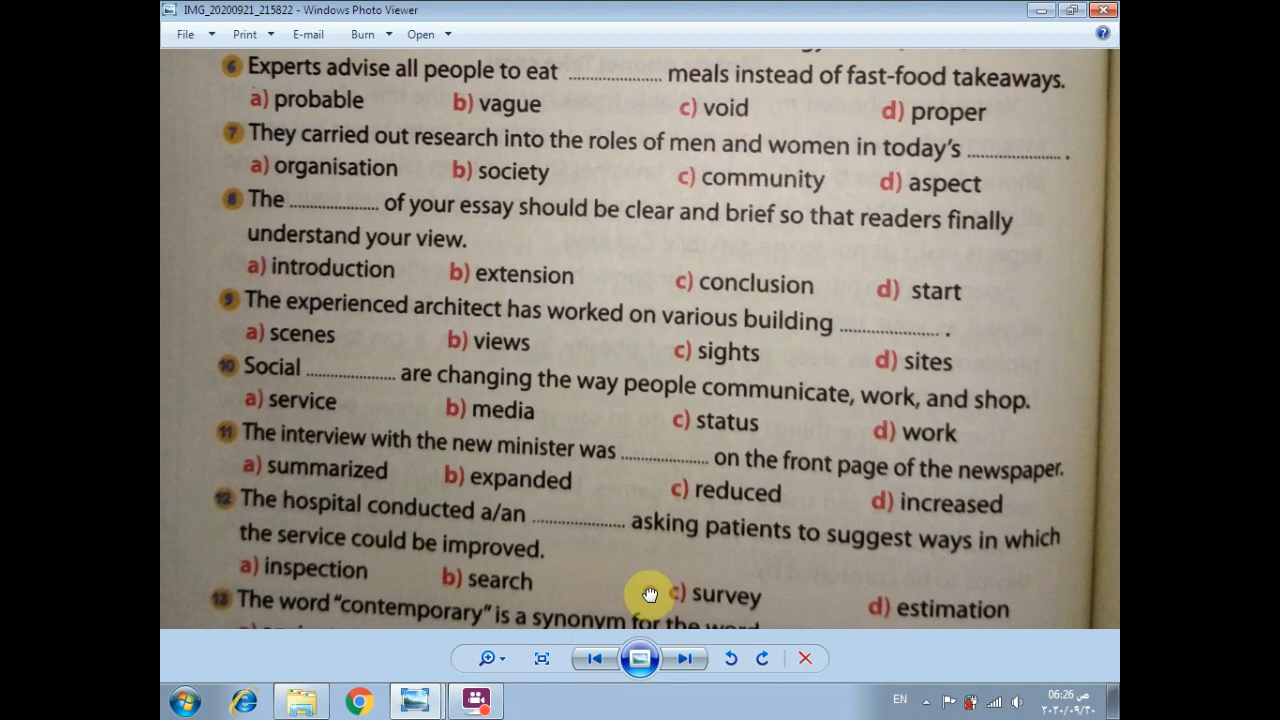 IMG_20200921_215822 - Windows Photo Viewer
File Print E-mail Burn Open
6 Experts advise all people to eat .................... meals instead of fast-food takeaways.
a) probable b) vague c) void d) proper
7 They carried out research into the roles of men and women in today's .................... .
a) organisation b) society c) community d) aspect
8 The .................... of your essay should be clear and brief so that readers finally
understand your view.
a) introduction b) extension c) conclusion d) start
9 The experienced architect has worked on various building .................... .
a) scenes b) views c) sights d) sites
10 Social .................... are changing the way people communicate, work, and shop.
a) service b) media c) status d) work
11 The interview with the new minister was .................... on the front page of the newspaper.
a) summarized b) expanded c) reduced d) increased
12 The hospital conducted a/an .................... asking patients to suggest ways in which
the service could be improved.
a) inspection b) search c) survey d) estimation
13 The word "contemporary" is a synonym for the word
EN
06:26 ص
٢٠٢٠/٠٩/٣٠